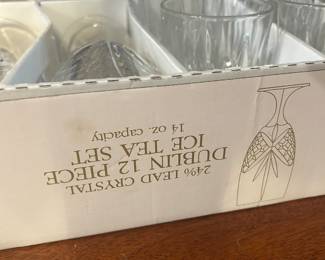 24% LEAD CRYSTAL
DUBLIN 12 PIECE
ICE TEA SET
14 oz. capacity